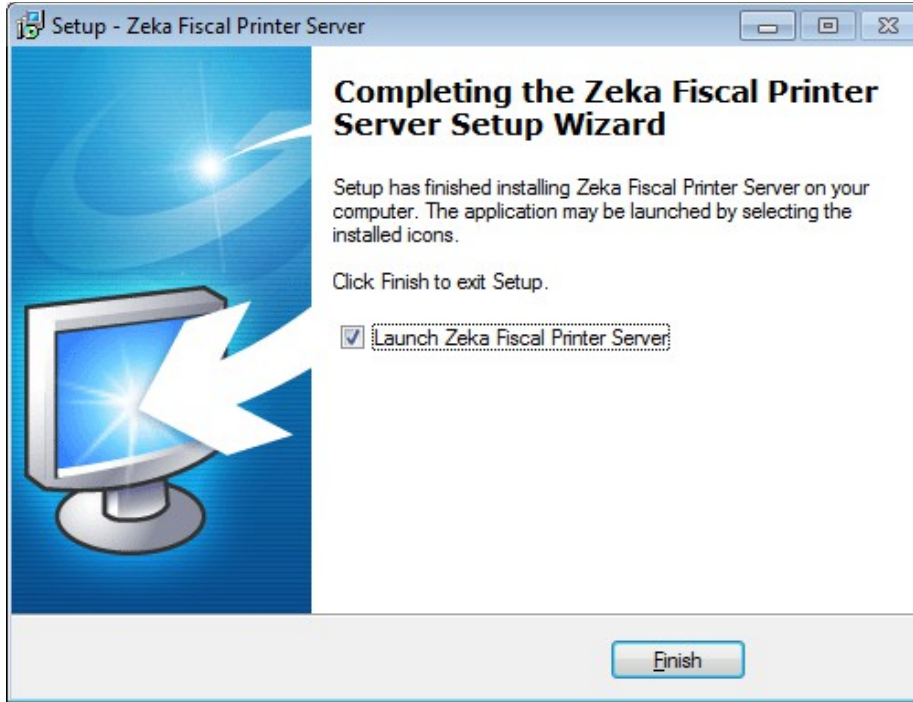 Setup - Zeka Fiscal Printer Server
Completing the Zeka Fiscal Printer
Server Setup Wizard
Setup has finished installing Zeka Fiscal Printer Server on your
computer. The application may be launched by selecting the
installed icons.
Click Finish to exit Setup.
Launch Zeka Fiscal Printer Server
Finish